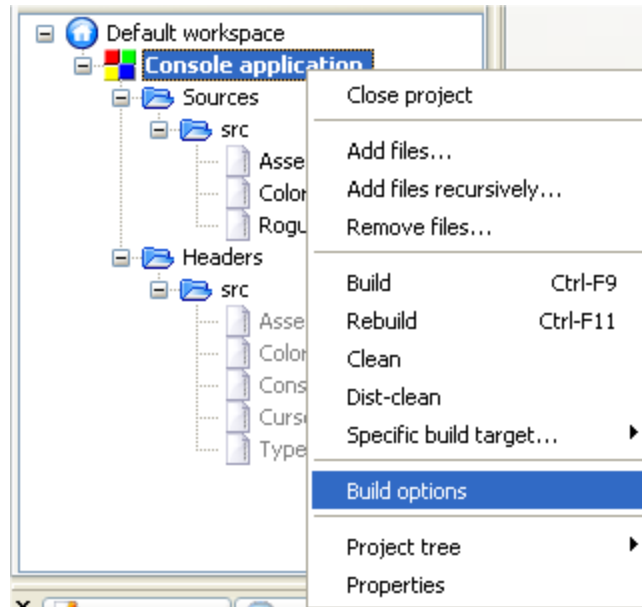 Default workspace
Console application
Sources
src
Asse
Color
Rogu
Headers
src
Asse
Color
Cons
Curs
Type
Close project
Add files...
Add files recursively...
Remove files...
Build Ctrl-F9
Rebuild Ctrl-F11
Clean
Dist-clean
Specific build target...
Build options
Project tree
Properties